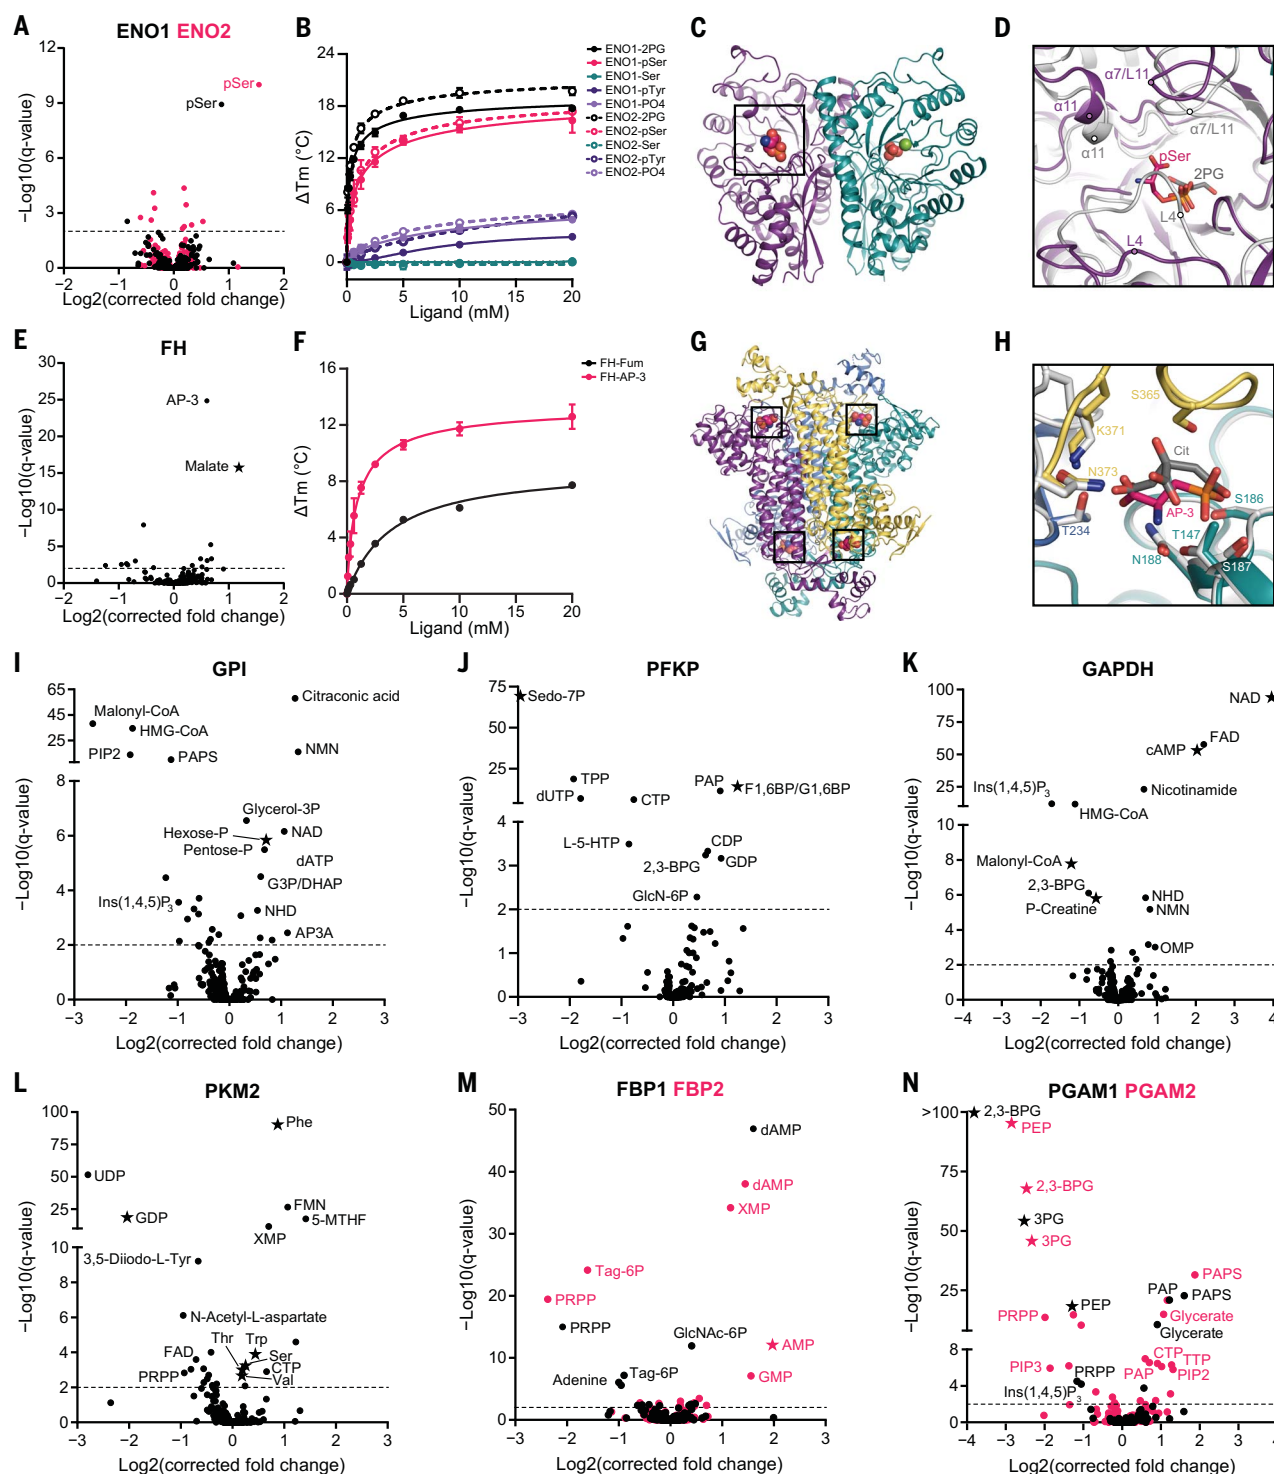 A
ENO1 ENO2
12
9
6
3
0
−2
−1
0
1
2
−Log10(q-value)
Log2(corrected fold change)
pSer
pSer
B
24
18
12
6
0
0
5
10
15
20
ΔTm (°C)
Ligand (mM)
ENO1-2PG
ENO1-pSer
ENO1-Ser
ENO1-pTyr
ENO1-PO4
ENO2-2PG
ENO2-pSer
ENO2-Ser
ENO2-pTyr
ENO2-PO4
C
D
α7/L11
α11
α7/L11
α11
pSer
2PG
L4
L4
E
FH
30
25
20
15
10
5
0
−2
−1
0
1
2
−Log10(q-value)
Log2(corrected fold change)
AP-3
Malate
F
16
12
8
4
0
0
5
10
15
20
ΔTm (°C)
Ligand (mM)
FH-Fum
FH-AP-3
G
H
S365
K371
Cit
N373
AP-3
S186
T234
T147
N188
S187
I
GPI
65
45
25
8
6
4
2
0
−3
−2
−1
0
1
2
3
−Log10(q-value)
Log2(corrected fold change)
Citraconic acid
Malonyl-CoA
HMG-CoA
PIP2
PAPS
NMN
Glycerol-3P
Hexose-P
NAD
Pentose-P
dATP
G3P/DHAP
Ins(1,4,5)P3
NHD
AP3A
J
PFKP
75
50
25
5
4
3
2
1
0
−3
−2
−1
0
1
2
3
−Log10(q-value)
Log2(corrected fold change)
Sedo-7P
TPP
dUTP
CTP
PAP
F1,6BP/G1,6BP
L-5-HTP
CDP
2,3-BPG
GDP
GlcN-6P
K
GAPDH
100
75
50
25
10
8
6
4
2
0
−4
−3
−2
−1
0
1
2
3
4
−Log10(q-value)
Log2(corrected fold change)
NAD
FAD
cAMP
Ins(1,4,5)P3
Nicotinamide
HMG-CoA
Malonyl-CoA
2,3-BPG
P-Creatine
NHD
NMN
OMP
L
PKM2
100
75
50
25
10
8
6
4
2
0
−3
−2
−1
0
1
2
3
−Log10(q-value)
Log2(corrected fold change)
Phe
UDP
GDP
FMN
5-MTHF
XMP
3,5-Diiodo-L-Tyr
N-Acetyl-L-aspartate
Thr
Trp
FAD
Ser
CTP
PRPP
Val
M
FBP1 FBP2
50
40
30
20
10
0
−3
−2
−1
0
1
2
3
−Log10(q-value)
Log2(corrected fold change)
dAMP
dAMP
XMP
Tag-6P
PRPP
PRPP
GlcNAc-6P
AMP
Tag-6P
GMP
Adenine
N
PGAM1 PGAM2
>100
75
50
25
8
6
4
2
0
−4
−3
−2
−1
0
1
2
3
4
−Log10(q-value)
Log2(corrected fold change)
2,3-BPG
PEP
2,3-BPG
3PG
3PG
PAPS
PAP
PAPS
PEP
PRPP
Glycerate
Glycerate
CTP
TTP
PIP3
PRPP
PAP
PIP2
Ins(1,4,5)P3